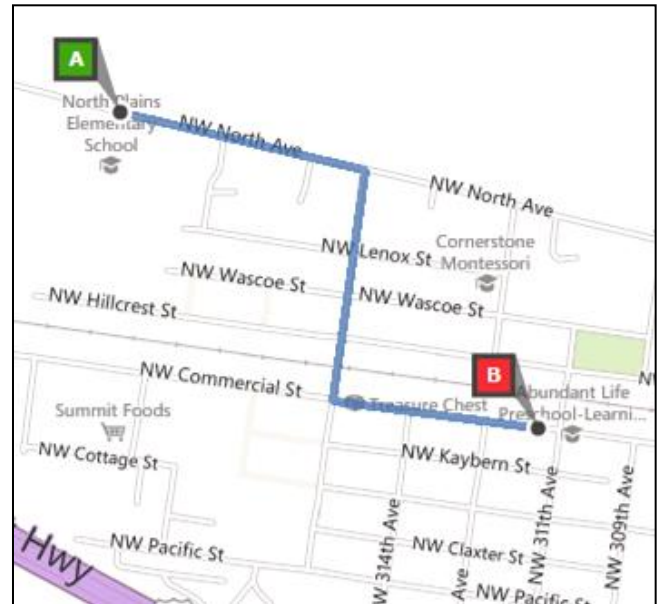 A
North Plains
Elementary
School
NW North Ave
NW North Ave
NW Lenox St
Cornerstone
Montessori
NW Wascoe St
NW Wascoe St
NW Hillcrest St
NW Commercial St
B
Treasure Chest
Abundant Life
Preschool-Learni...
Summit Foods
NW Cottage St
NW Kaybern St
NW 314th Ave
NW 311th Ave
NW 309th Ave
NW Pacific St
NW Claxter St
Ave
NW Pacific St
Hwy